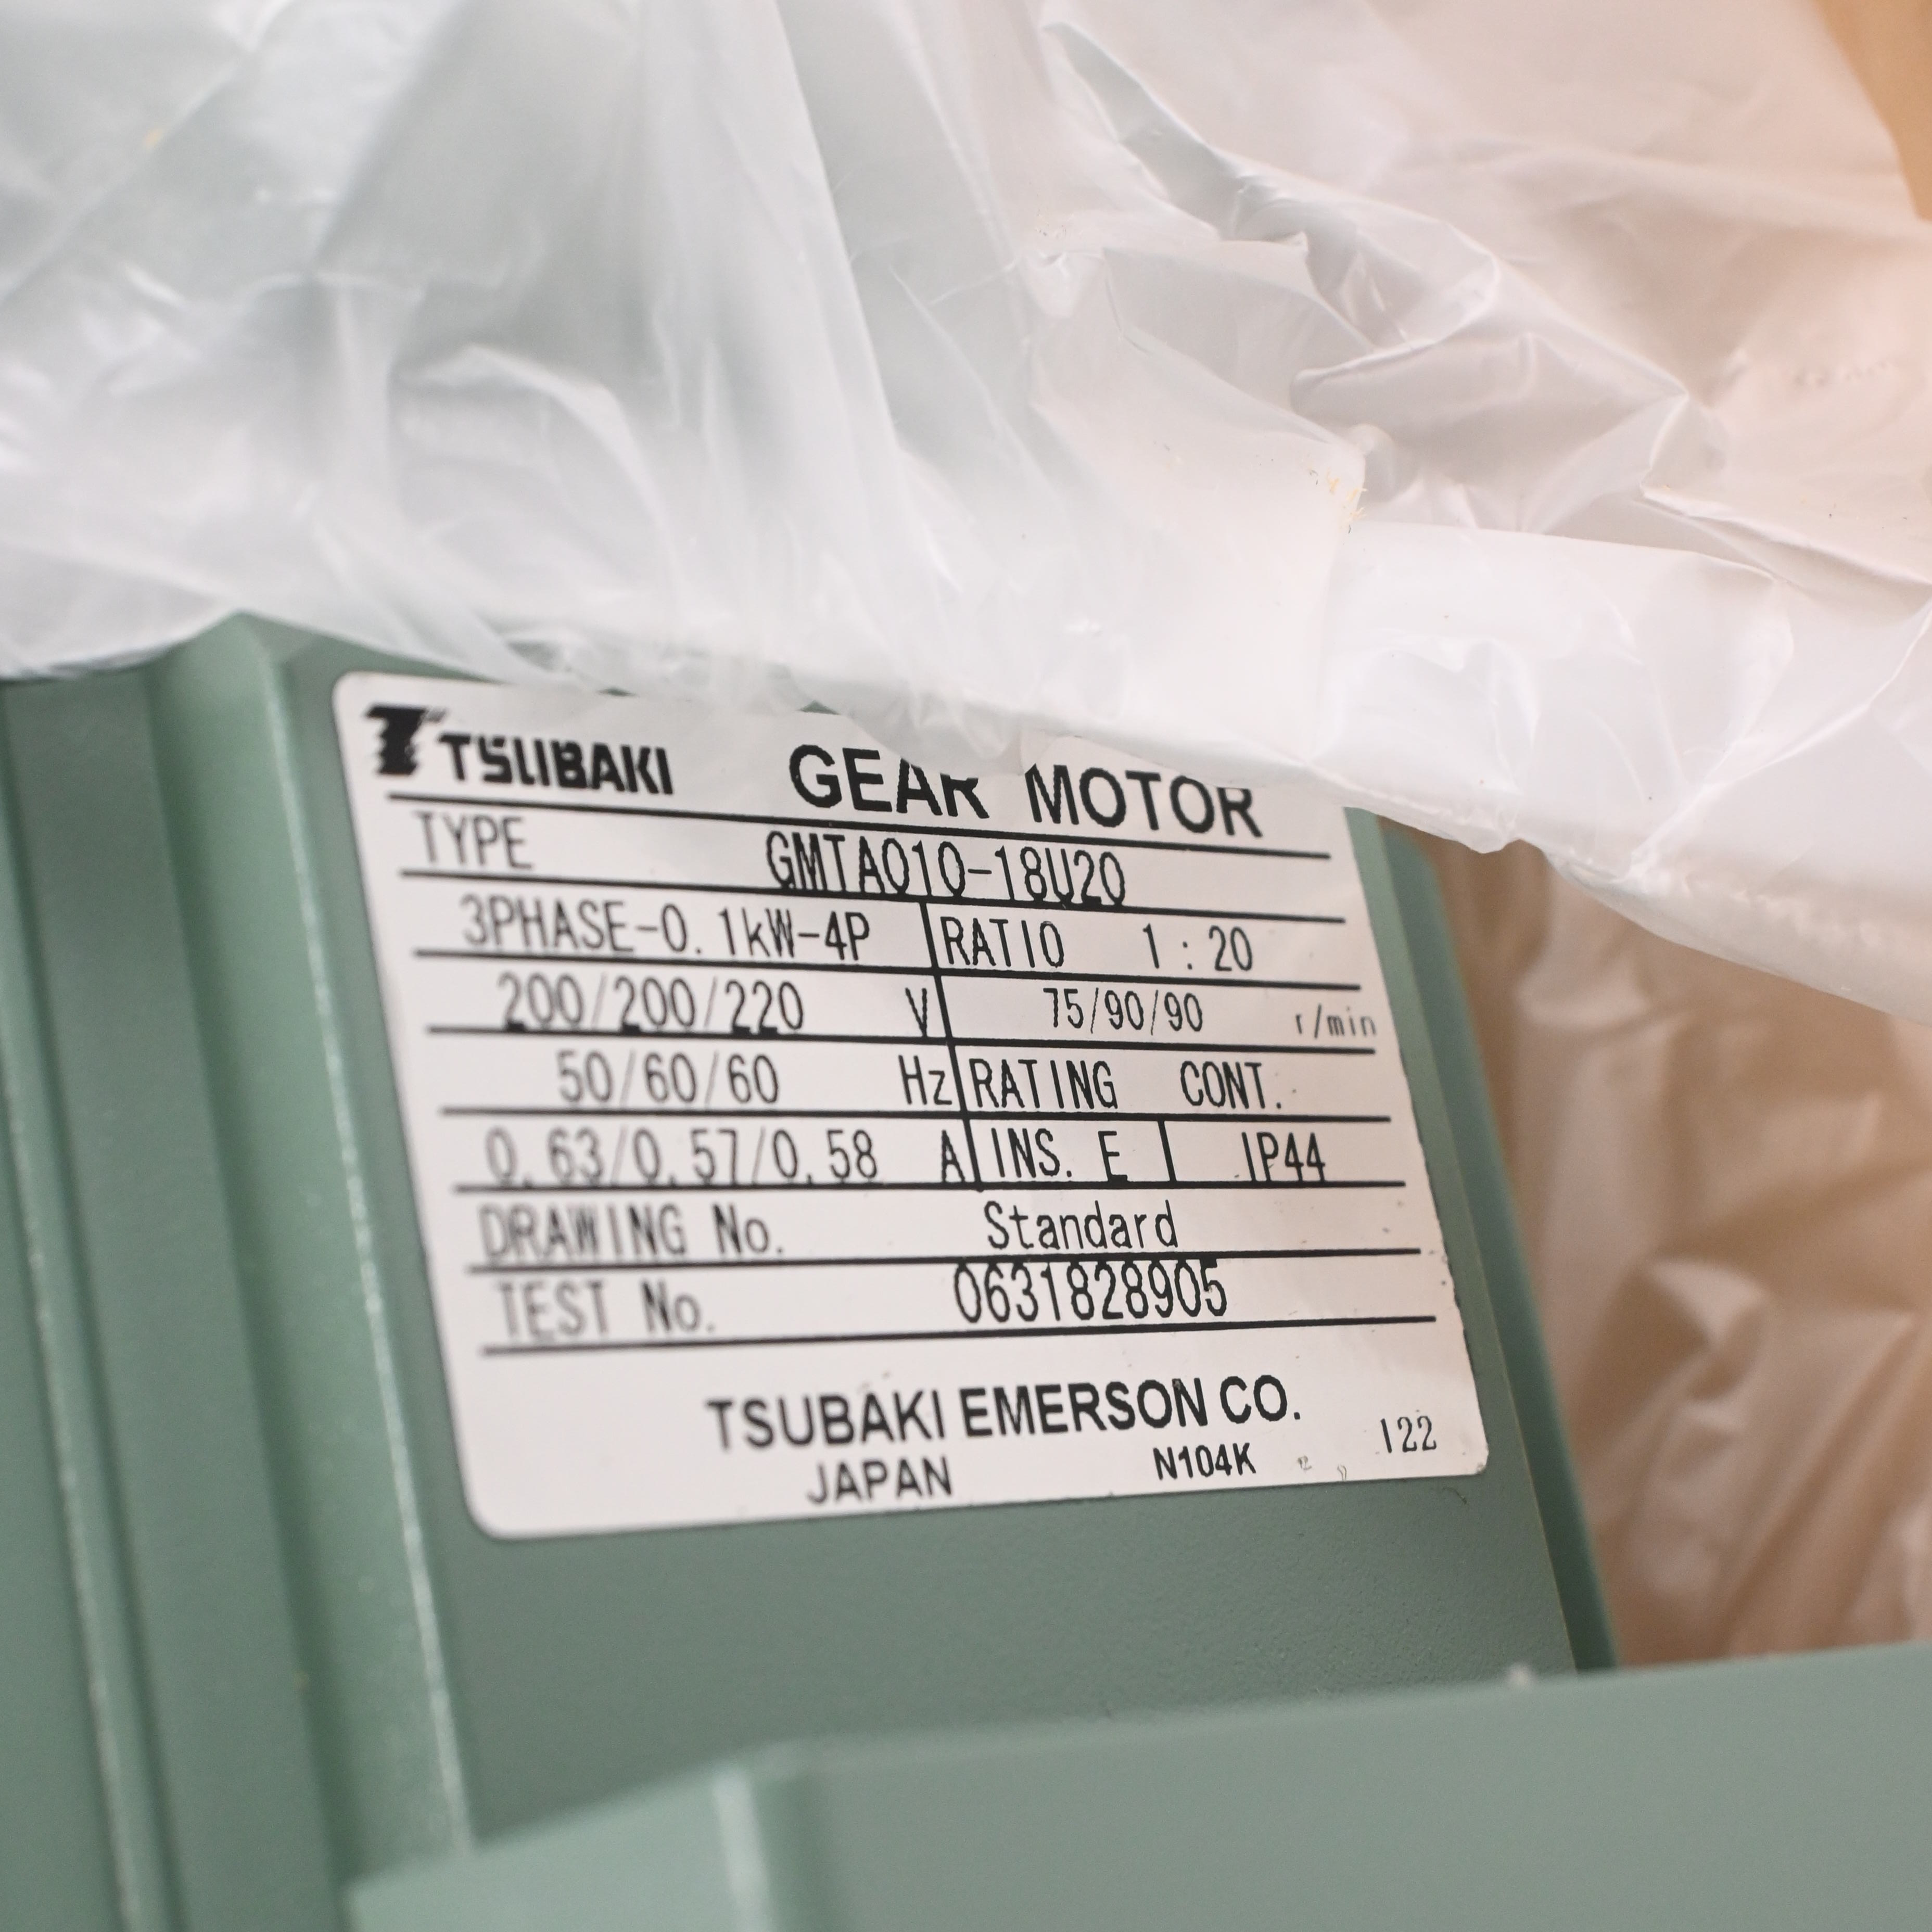 TSUBAKI GEAR MOTOR
TYPE GMTA010-18U20
3PHASE-0.1kW-4P RATIO 1:20
200/200/220 V 75/90/90 r/min
50/60/60 Hz RATING CONT.
0.63/0.57/0.58 A INS. E IP44
DRAWING No. Standard
TEST No. 0631828905
TSUBAKI EMERSON CO.
JAPAN N104K 122